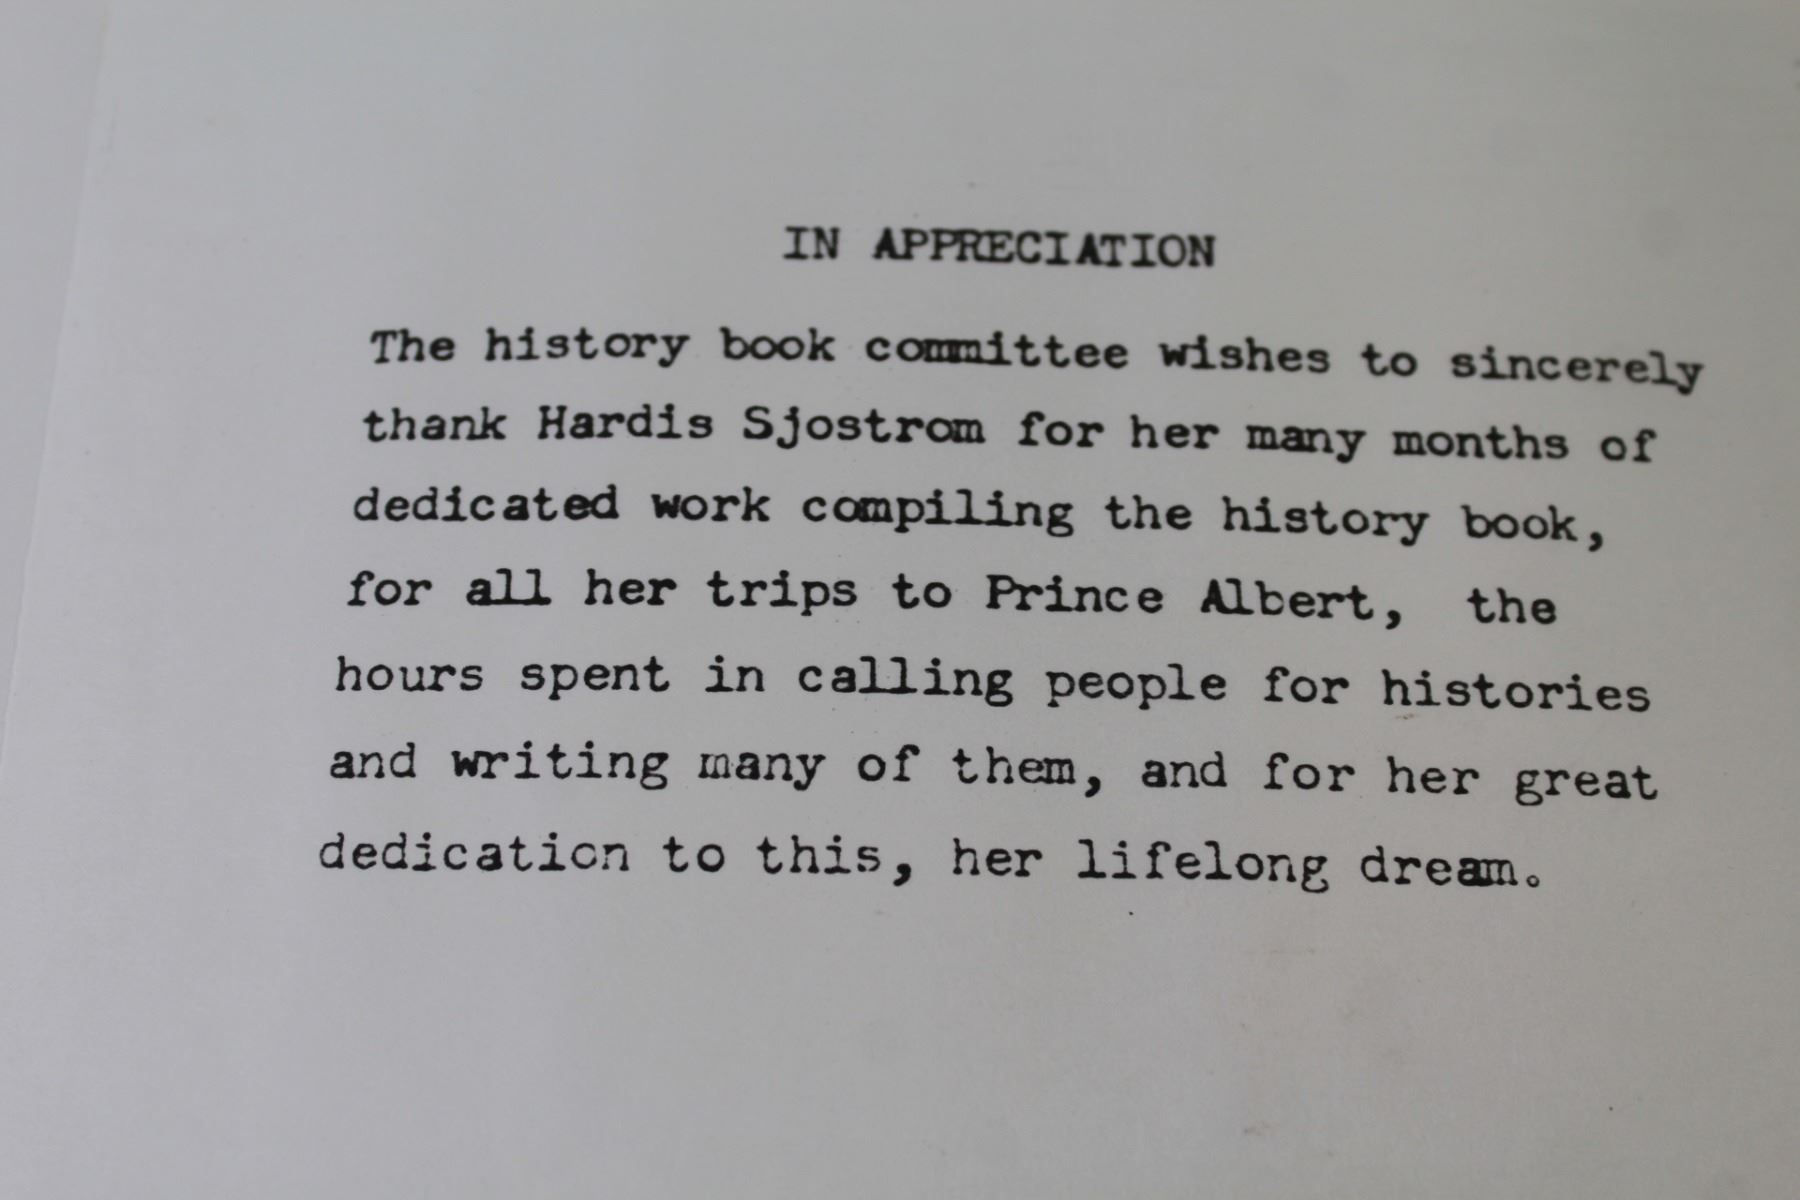 IN APPRECIATION
The history book committee wishes to sincerely
thank Hardis Sjostrom for her many months of
dedicated work compiling the history book,
for all her trips to Prince Albert,  the
hours spent in calling people for histories
and writing many of them, and for her great
dedication to this, her lifelong dream.